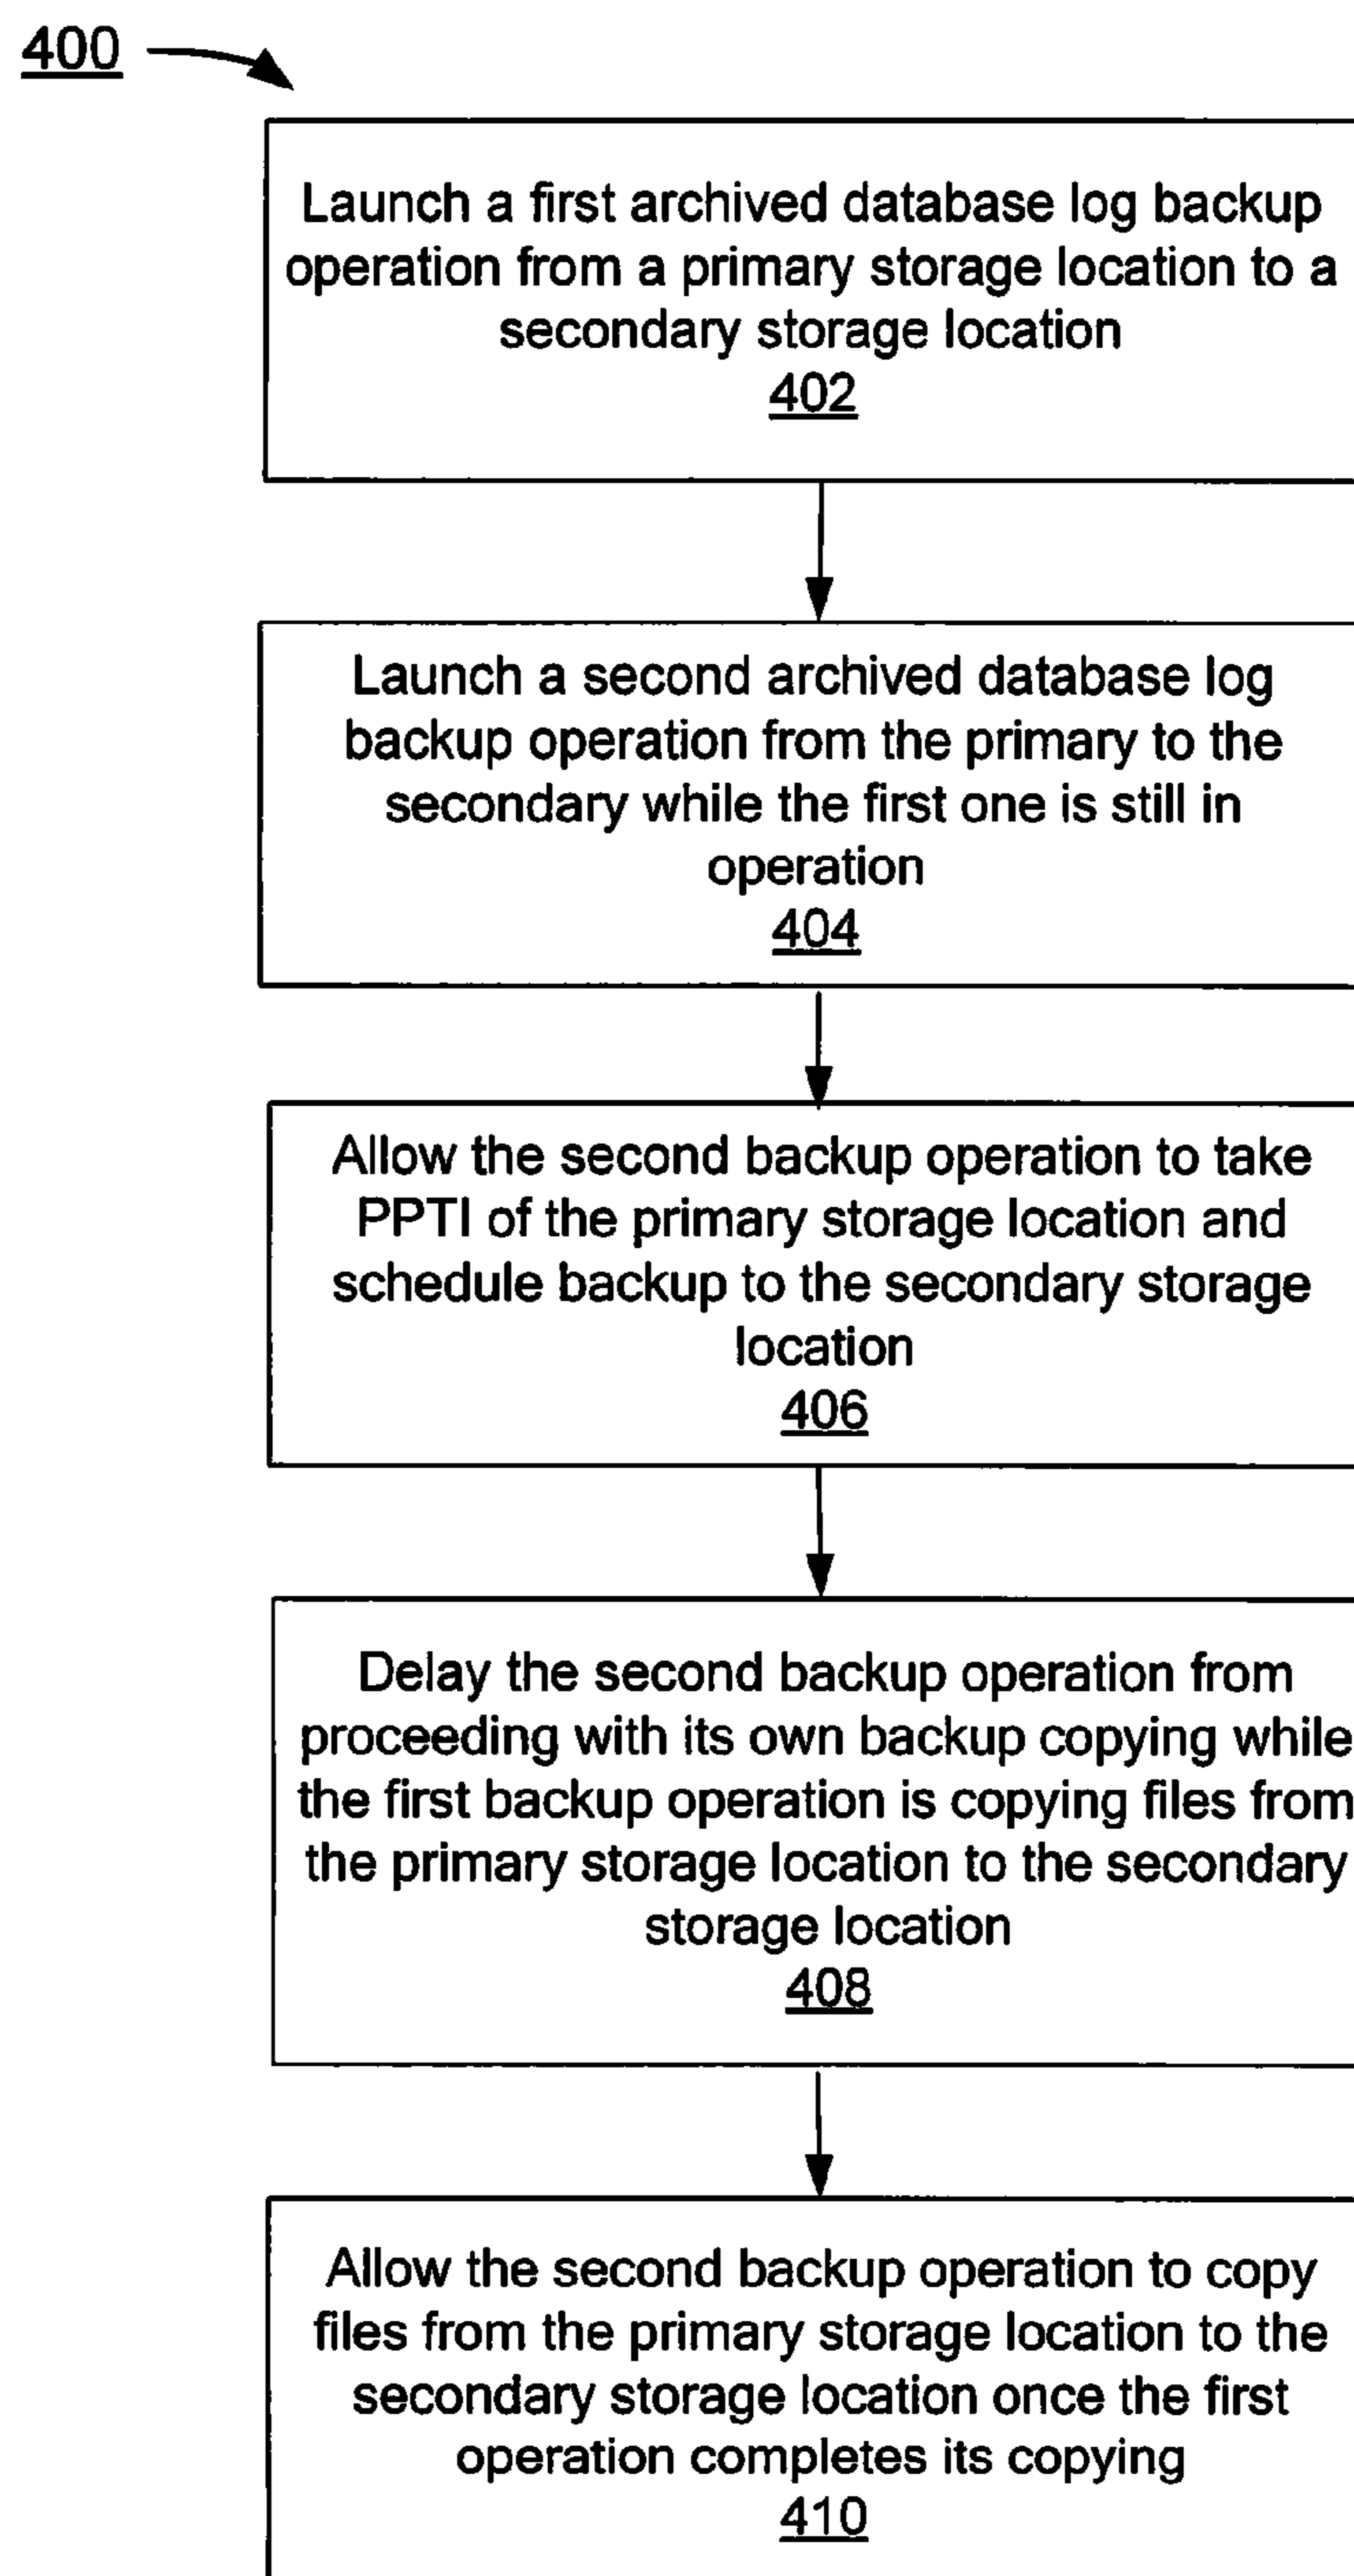 400
Launch a first archived database log backup
operation from a primary storage location to a
secondary storage location
402
Launch a second archived database log
backup operation from the primary to the
secondary while the first one is still in
operation
404
Allow the second backup operation to take
PPTI of the primary storage location and
schedule backup to the secondary storage
location
406
Delay the second backup operation from
proceeding with its own backup copying while
the first backup operation is copying files from
the primary storage location to the secondary
storage location
408
Allow the second backup operation to copy
files from the primary storage location to the
secondary storage location once the first
operation completes its copying
410